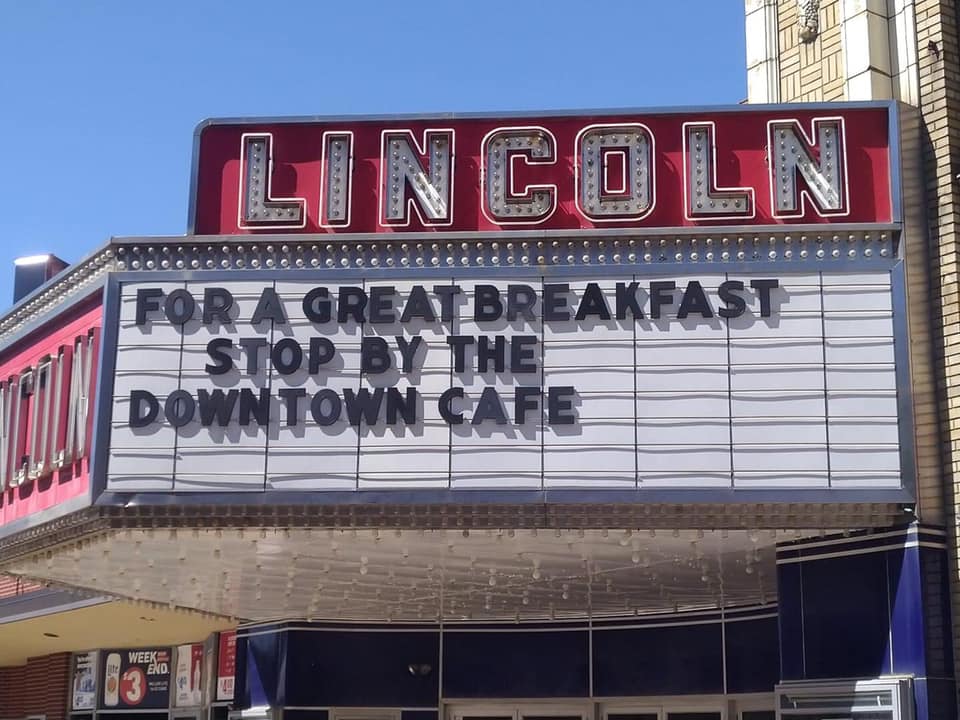 LINCOLN
FOR A GREAT BREAKFAST
STOP BY THE
DOWNTOWN CAFE
WEEK
END.
$3